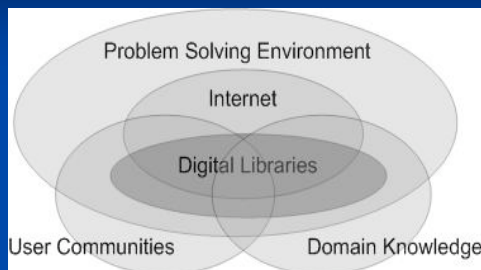 Problem Solving Environment
Internet
Digital Libraries
User Communities
Domain Knowledge